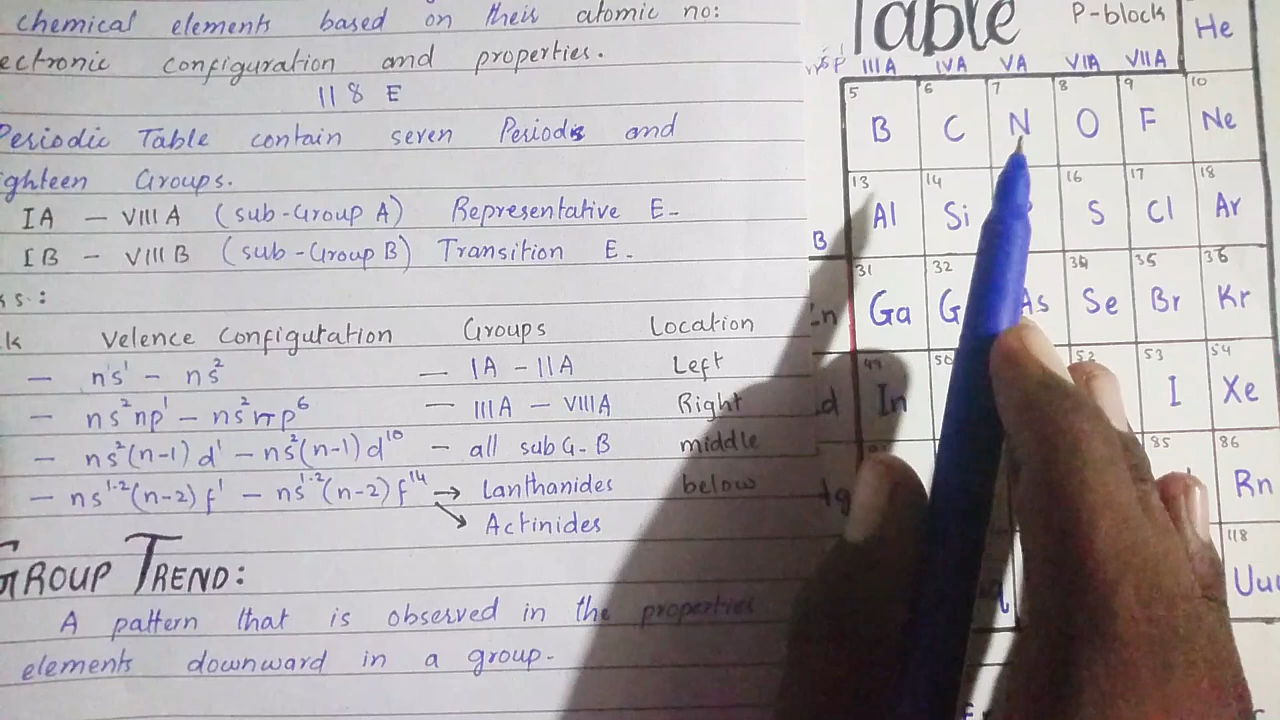 chemical elements based on their atomic no:
ectronic configuration and properties.
118 E
Periodic Table contain seven Periods and
ighteen Groups.
IA — VIII A (sub-Group A) Representative E-
IB - VIII B (sub-Group B) Transition E-
ks:
k Velence Configutation Groups Location
— ns¹ - ns² — IA - IIA Left
— ns²np¹ - ns²np⁶ — IIIA - VIIIA Right
— ns²(n-1)d¹ - ns²(n-1)d¹⁰ - all sub G-B middle
— ns¹⁻²(n-2)f¹ - ns¹⁻²(n-2)f¹⁴ → Lanthanides below
↘ Actinides
GROUP TREND:
A pattern that is observed in the properties
elements downward in a group-
Table P-block He
IIIA IVA VA VIA VIIA
5 6 7 8 9 10
B C N O F Ne
13 14 16 17 18
Al Si S Cl Ar
B
31 32 34 35 36
Ga G As Se Br Kr
49 50 52 53 54
d In I Xe
85 86
Rn
118
Uu